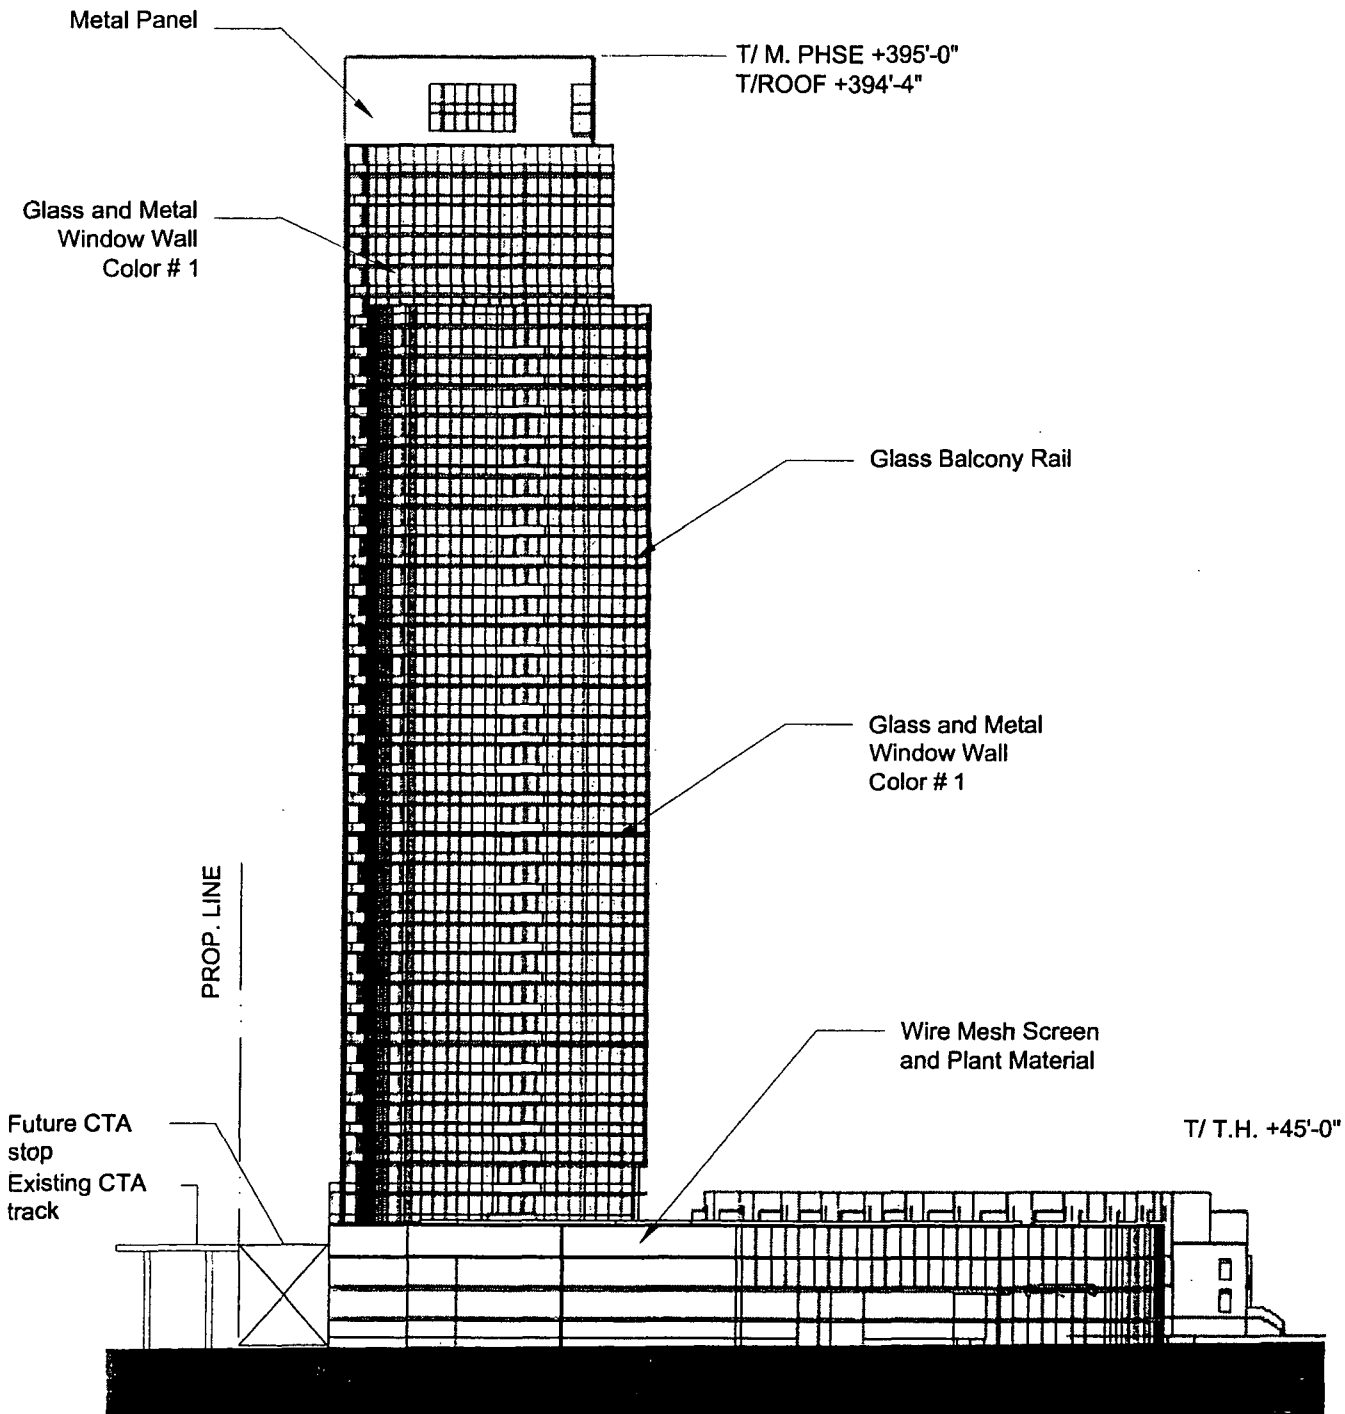 Metal Panel
T/ M. PHSE +395'-0"
T/ROOF +394'-4"
Glass and Metal
Window Wall
Color # 1
Glass Balcony Rail
Glass and Metal
Window Wall
Color # 1
PROP. LINE
Wire Mesh Screen
and Plant Material
T/ T.H. +45'-0"
Future CTA
stop
Existing CTA
track